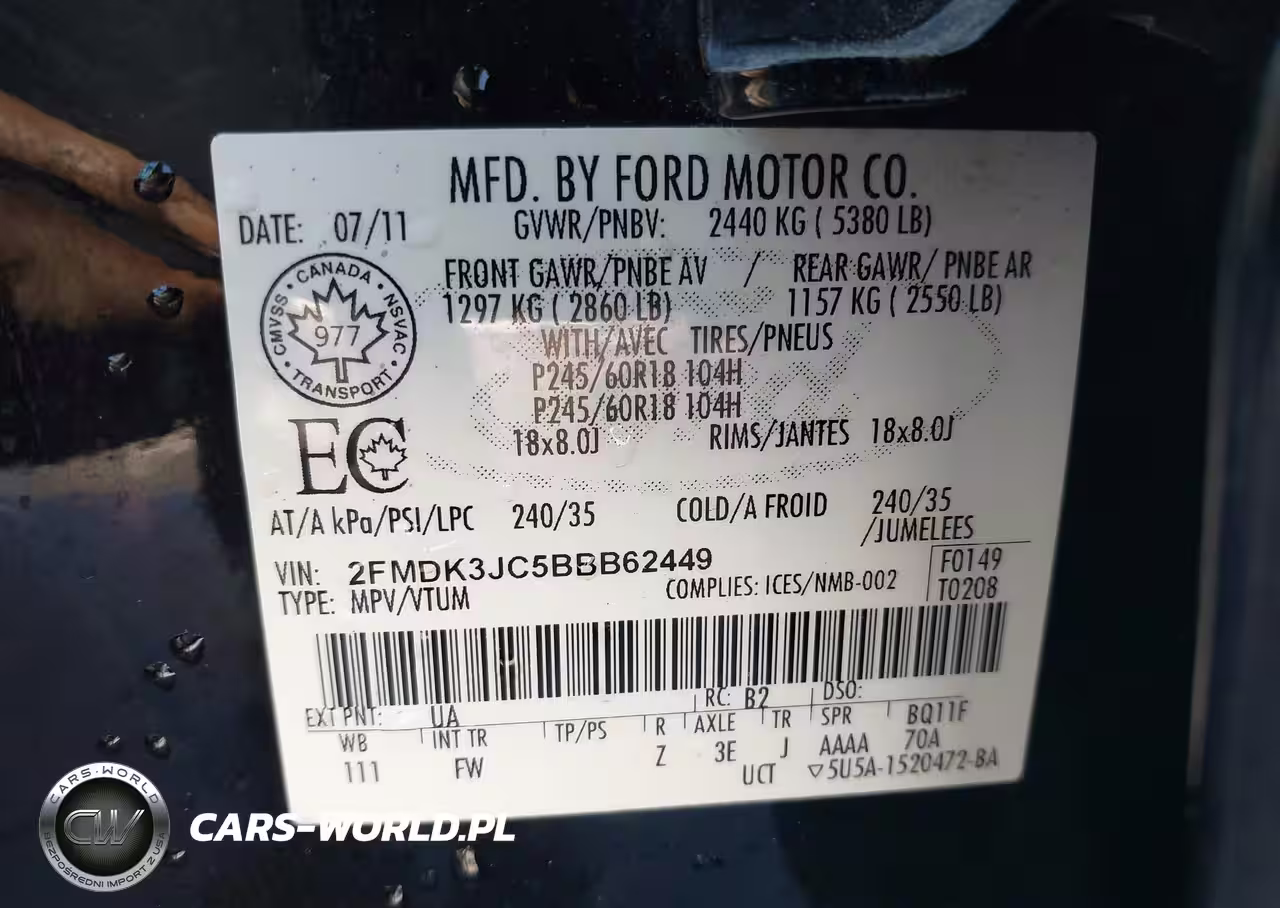 MFD. BY FORD MOTOR CO.
DATE: 07/11 GVWR/PNBV: 2440 KG ( 5380 LB)
FRONT GAWR/PNBE AV / REAR GAWR/ PNBE AR
1297 KG ( 2860 LB) 1157 KG ( 2550 LB)
WITH/AVEC TIRES/PNEUS
P245/60R18 104H
P245/60R18 104H
18x8.0J RIMS/JANTES 18x8.0J
CANADA
CMVSS · NSVAC
977
TRANSPORT
EC
AT/A kPa/PSI/LPC 240/35 COLD/A FROID 240/35
/JUMELEES
VIN: 2FMDK3JC5BBB62449
F0149
TYPE: MPV/VTUM COMPLIES: ICES/NMB-002
T0208
EXT PNT: UA RC: B2 DSO:
WB INT TR TP/PS R AXLE TR SPR BQ11F
111 FW Z 3E J AAAA 70A
UCT ▽5U5A-1520472-BA
CARS-WORLD
CW
BEZPOŚREDNI IMPORT Z USA
CARS-WORLD.PL